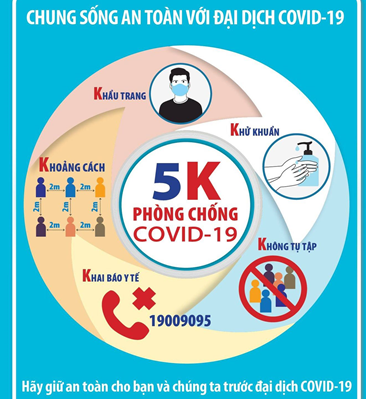 CHUNG SỐNG AN TOÀN VỚI ĐẠI DỊCH COVID-19
KHẨU TRANG
KHỬ KHUẨN
KHOẢNG CÁCH
2m 2m
2m 2m 2m
2m 2m
5K
PHÒNG CHỐNG
COVID-19
KHÔNG TỤ TẬP
KHAI BÁO Y TẾ
19009095
Hãy giữ an toàn cho bạn và chúng ta trước đại dịch COVID-19